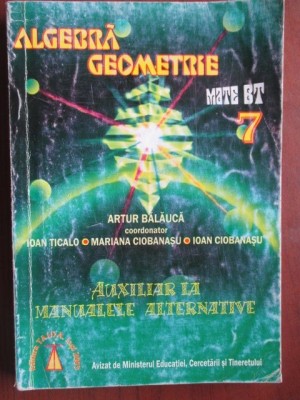 ALGEBRĂ
GEOMETRIE
MATE BT
7
ARTUR BALĂUCĂ
coordonator
IOAN TICALO • MARIANA CIOBANAȘU • IOAN CIOBANAȘU
AUXILIAR LA
MANUALELE ALTERNATIVE
Avizat de Ministerul Educației, Cercetării și Tineretului